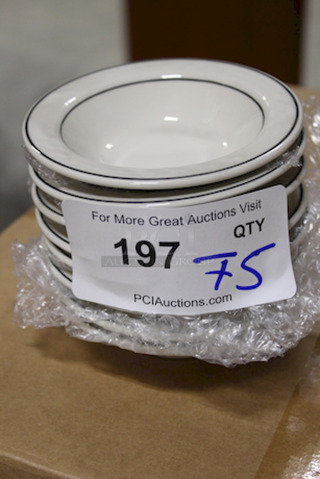 For More Great Auctions Visit
QTY
197
75
PCIAuctions.com